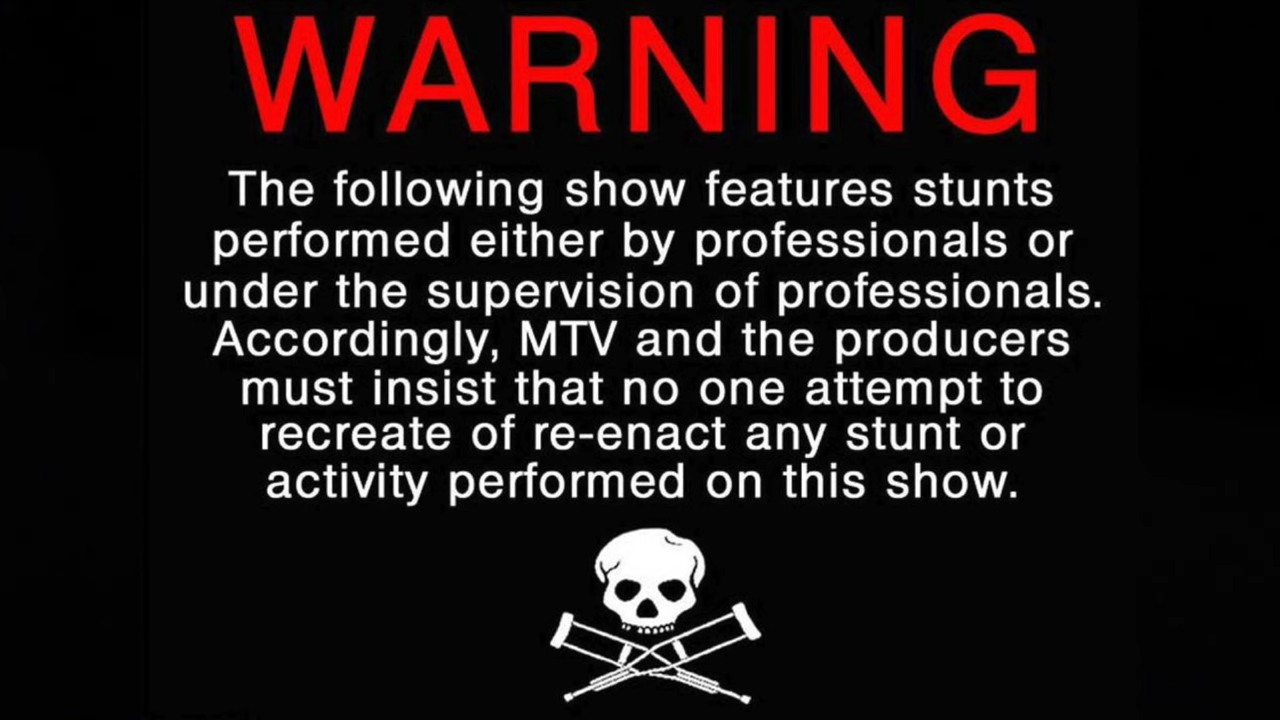 WARNING
The following show features stunts
performed either by professionals or
under the supervision of professionals.
Accordingly, MTV and the producers
must insist that no one attempt to
recreate of re-enact any stunt or
activity performed on this show.